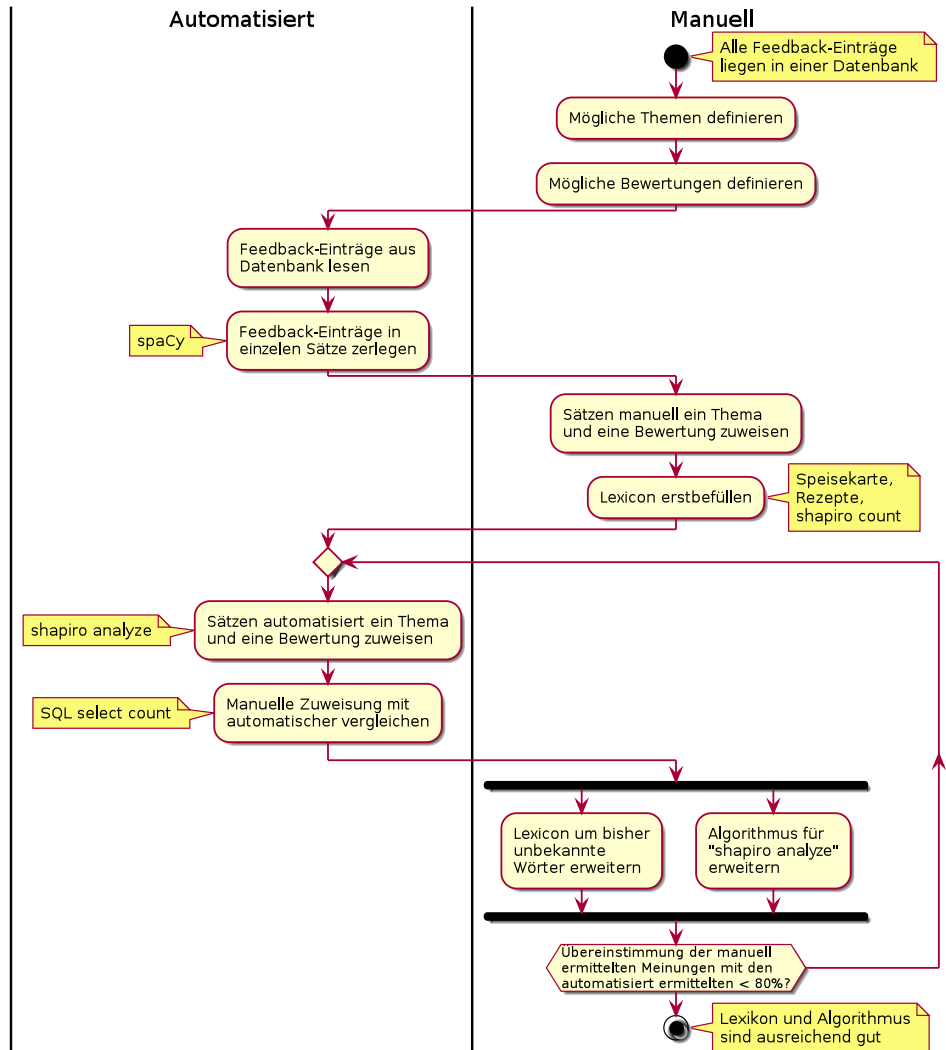 Automatisiert
Manuell
Alle Feedback-Einträge
liegen in einer Datenbank
Mögliche Themen definieren
Mögliche Bewertungen definieren
Feedback-Einträge aus
Datenbank lesen
spaCy
Feedback-Einträge in
einzelen Sätze zerlegen
Sätzen manuell ein Thema
und eine Bewertung zuweisen
Lexicon erstbefüllen
Speisekarte,
Rezepte,
shapiro count
shapiro analyze
Sätzen automatisiert ein Thema
und eine Bewertung zuweisen
SQL select count
Manuelle Zuweisung mit
automatischer vergleichen
Lexicon um bisher
unbekannte
Wörter erweitern
Algorithmus für
"shapiro analyze"
erweitern
Übereinstimmung der manuell
ermittelten Meinungen mit den
automatisiert ermittelten < 80%?
Lexikon und Algorithmus
sind ausreichend gut